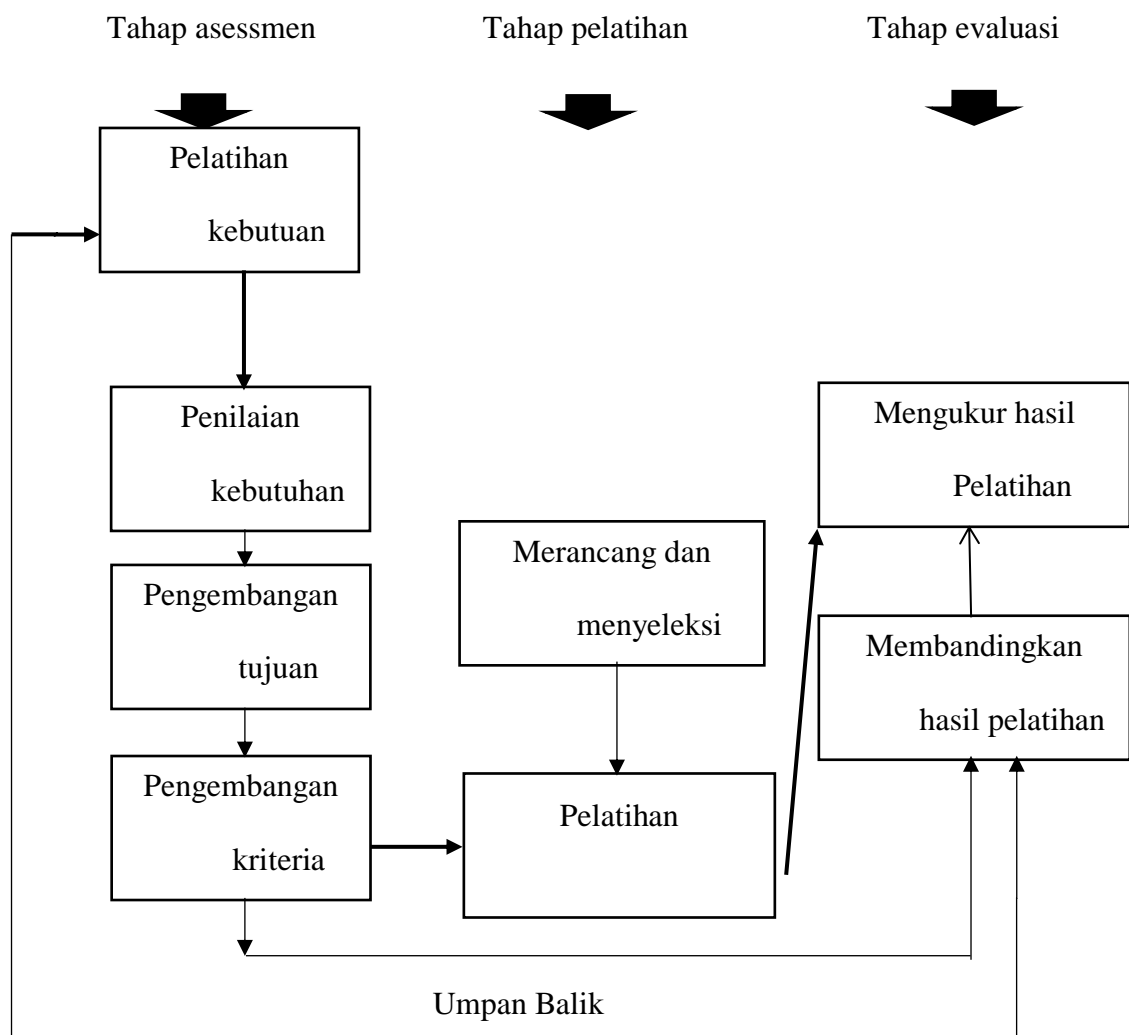 Tahap asessmen
Tahap pelatihan
Tahap evaluasi
Pelatihan
kebutuan
Penilaian
kebutuhan
Pengembangan
tujuan
Pengembangan
kriteria
Merancang dan
menyeleksi
Pelatihan
Mengukur hasil
Pelatihan
Membandingkan
hasil pelatihan
Umpan Balik